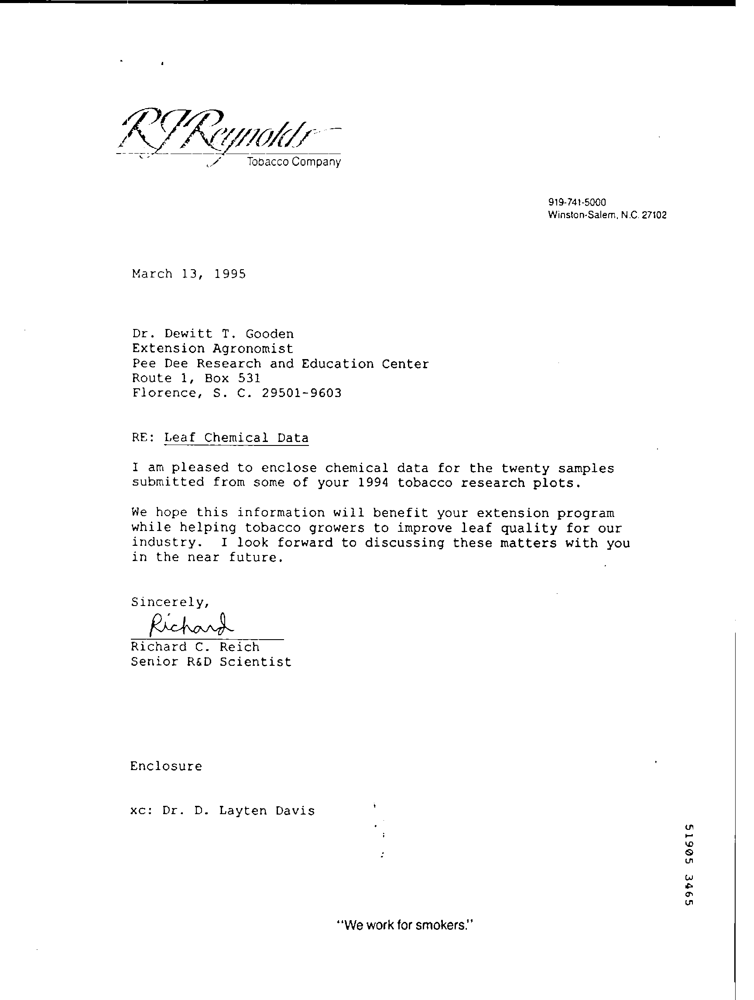 RJReynolds
Tobacco Company
919-741-5000
Winston-Salem, N.C. 27102
March 13, 1995
Dr. Dewitt T. Gooden
Extension Agronomist
Pee Dee Research and Education Center
Route 1, Box 531
Florence, S. C. 29501-9603
RE: Leaf Chemical Data
I am pleased to enclose chemical data for the twenty samples
submitted from some of your 1994 tobacco research plots.
We hope this information will benefit your extension program
while helping tobacco growers to improve leaf quality for our
industry. I look forward to discussing these matters with you
in the near future.
Sincerely,
Richard
Richard C. Reich
Senior R&D Scientist
Enclosure
xc: Dr. D. Layten Davis
51905 3465
"We work for smokers."